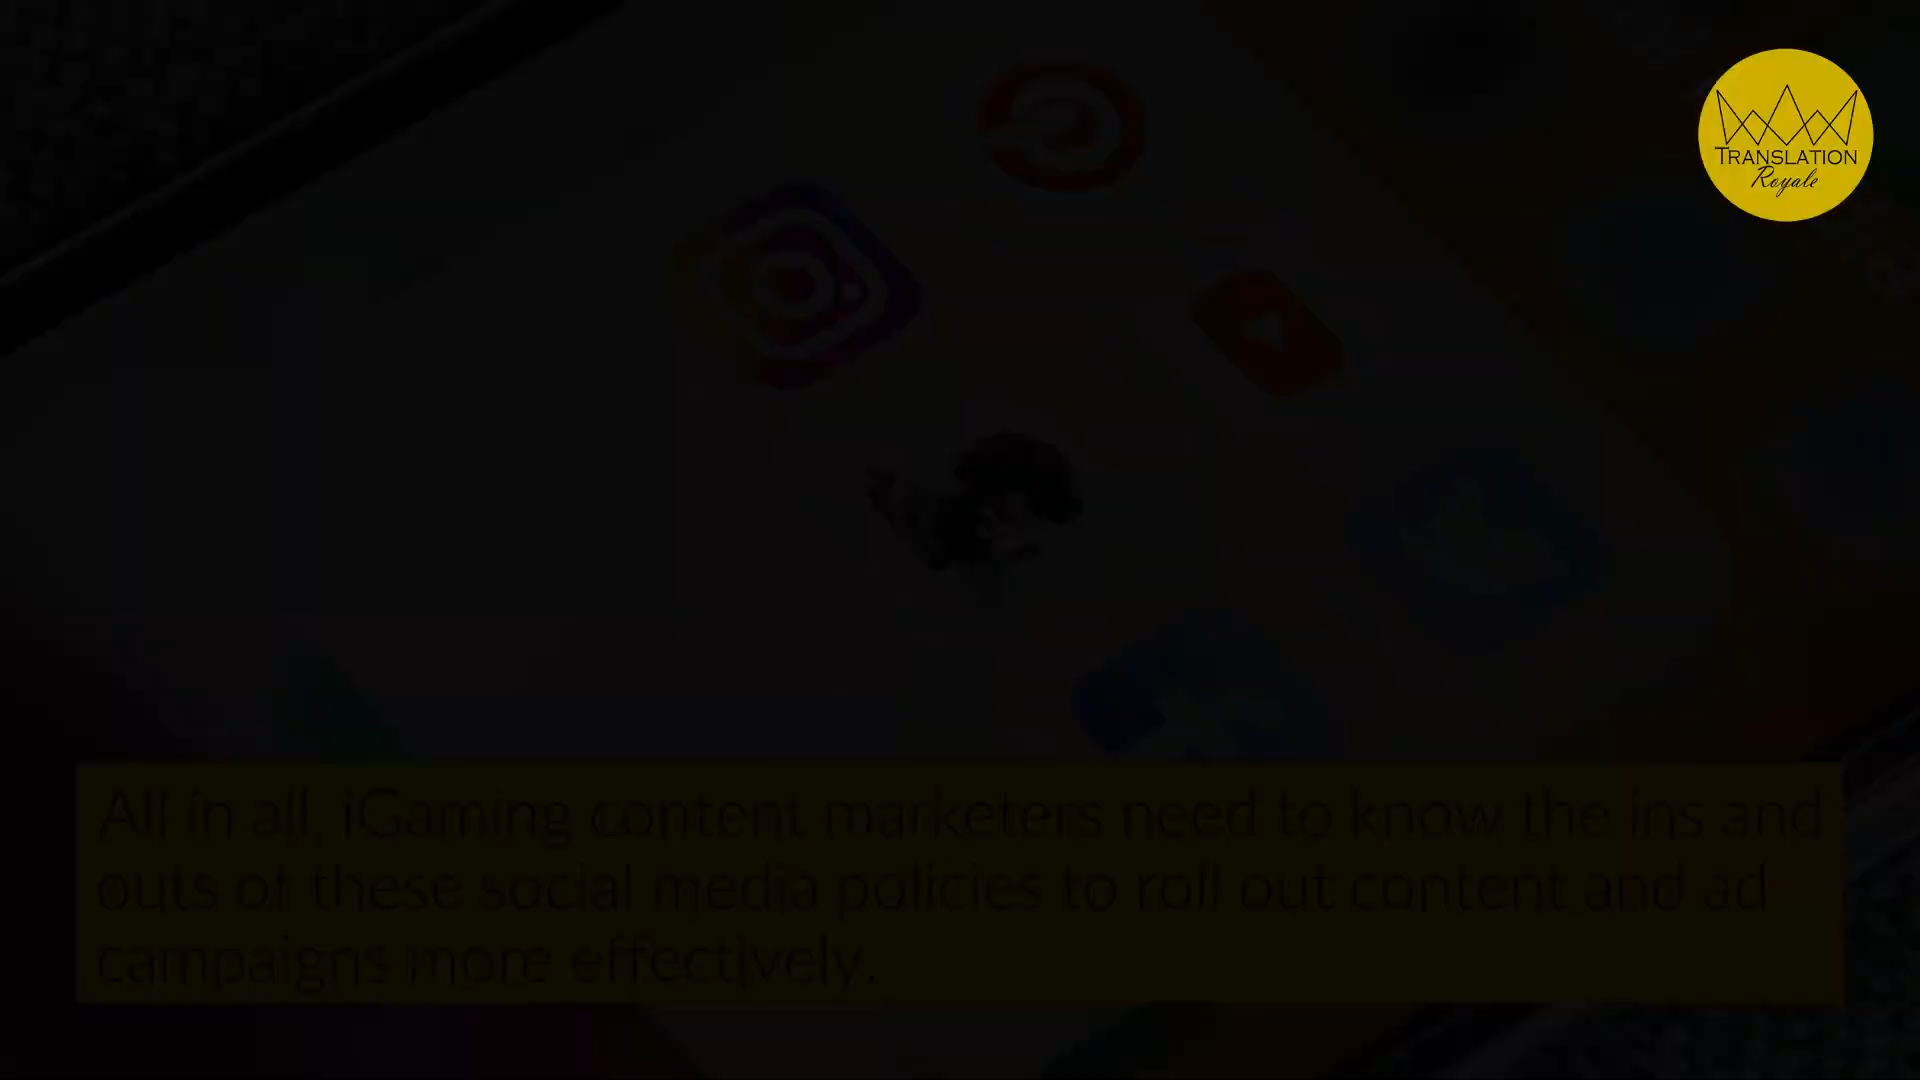 TRANSLATION
Royale
All in all, iGaming content marketers need to know the ins and
outs of these social media policies to roll out content and ad
campaigns more effectively.